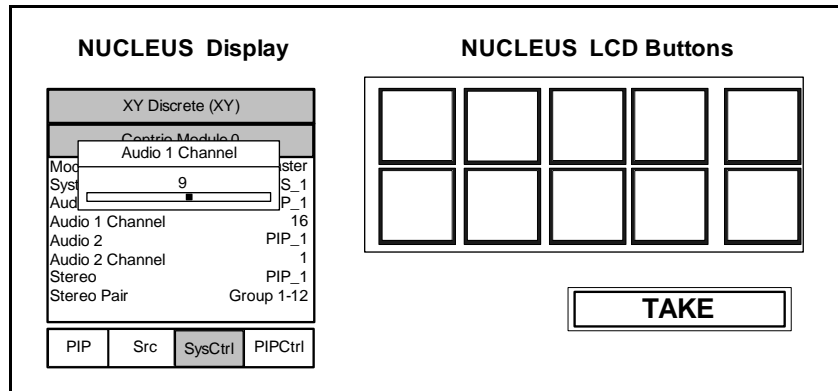 NUCLEUS Display
NUCLEUS LCD Buttons
XY Discrete (XY)
Audio 1 Channel
9
Audio 1 Channel 16
Audio 2 PIP_1
Audio 2 Channel 1
Stereo PIP_1
Stereo Pair Group 1-12
PIP Src SysCtrl PIPCtrl
TAKE